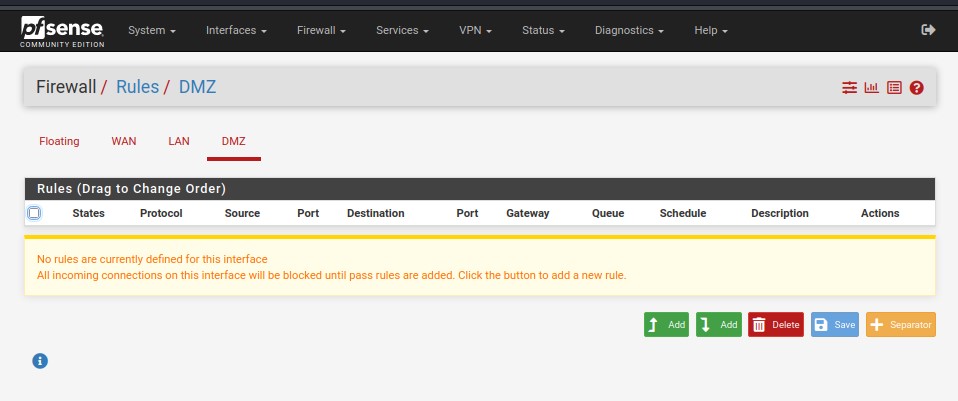 pfsense
COMMUNITY EDITION
System Interfaces Firewall Services VPN Status Diagnostics Help
Firewall / Rules / DMZ
Floating WAN LAN DMZ
Rules (Drag to Change Order)
States Protocol Source Port Destination Port Gateway Queue Schedule Description Actions
No rules are currently defined for this interface
All incoming connections on this interface will be blocked until pass rules are added. Click the button to add a new rule.
Add Add Delete Save Separator